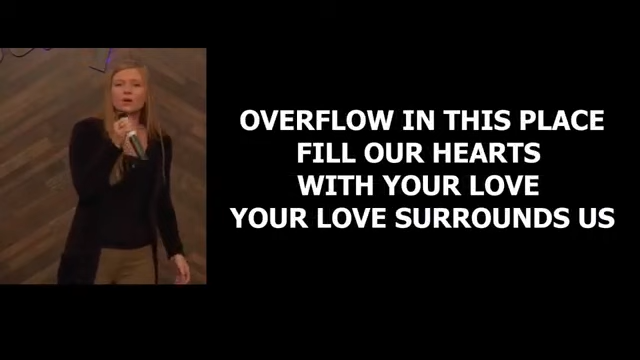 OVERFLOW IN THIS PLACE
FILL OUR HEARTS
WITH YOUR LOVE
YOUR LOVE SURROUNDS US